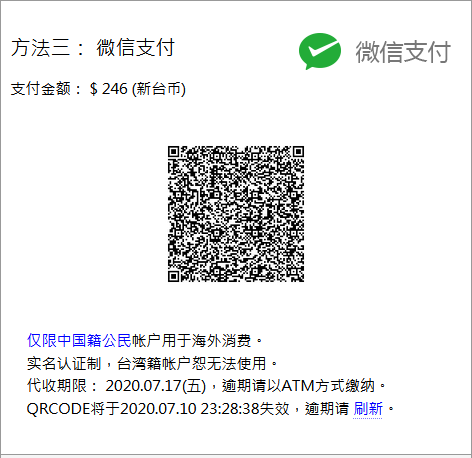 方法三： 微信支付
微信支付
支付金额： $ 246 (新台币)
仅限中国籍公民帐户用于海外消费。
实名认证制，台湾籍帐户恕无法使用。
代收期限： 2020.07.17(五)，逾期请以ATM方式缴纳。
QRCODE将于2020.07.10 23:28:38失效，逾期请 刷新。